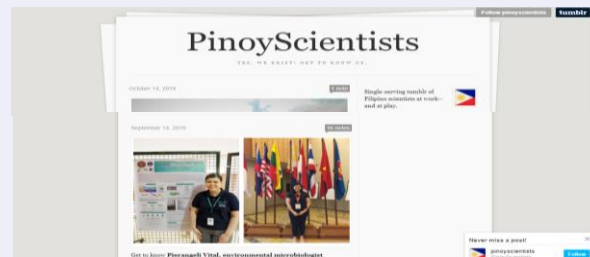 Follow pinoyscientists
tumblr
PinoyScientists
YES, WE EXIST! GET TO KNOW US.
October 14, 2019
Single-serving tumblr of
Filipino scientists at work—
and at play.
September 14, 2019
Get to know Pierangeli Vital, environmental microbiologist
Never miss a post!
pinoyscientists
Follow